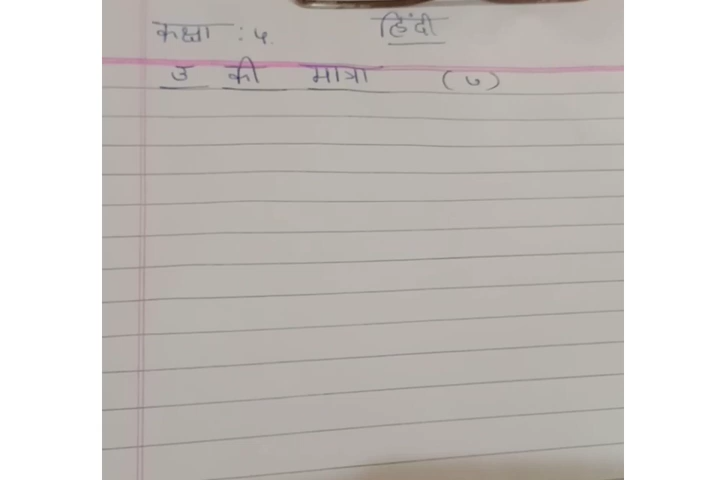 कक्षा : ५. हिंदी
उ की मात्रा ( ु )